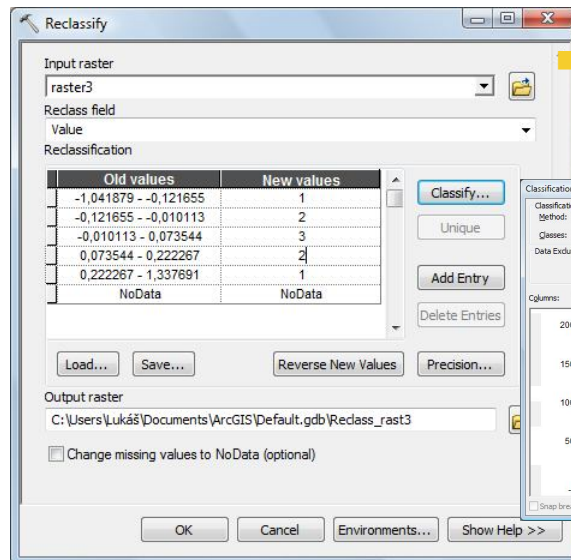 Reclassify
Input raster
raster3
Reclass field
Value
Reclassification
Old values New values
-1,041879 - -0,121655 1
-0,121655 - -0,010113 2
-0,010113 - 0,073544 3
0,073544 - 0,222267 2
0,222267 - 1,337691 1
NoData NoData
Classify...
Unique
Add Entry
Delete Entries
Load... Save... Reverse New Values Precision...
Output raster
C:\Users\Lukáš\Documents\ArcGIS\Default.gdb\Reclass_rast3
Change missing values to NoData (optional)
OK Cancel Environments... Show Help >>
Classification
Method:
Classes:
Columns: